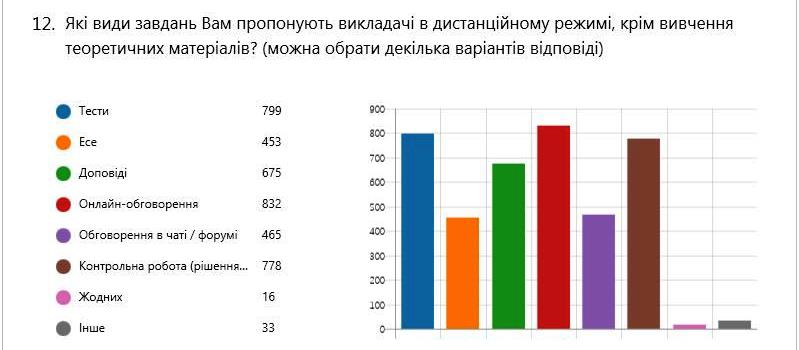 12. Які види завдань Вам пропонують викладачі в дистанційному режимі, крім вивчення
теоретичних матеріалів? (можна обрати декілька варіантів відповіді)
Тести 799
Есе 453
Доповіді 675
Онлайн-обговорення 832
Обговорення в чаті / форумі 465
Контрольна робота (рішення... 778
Жодних 16
Інше 33
900
800
700
600
500
400
300
200
100
0